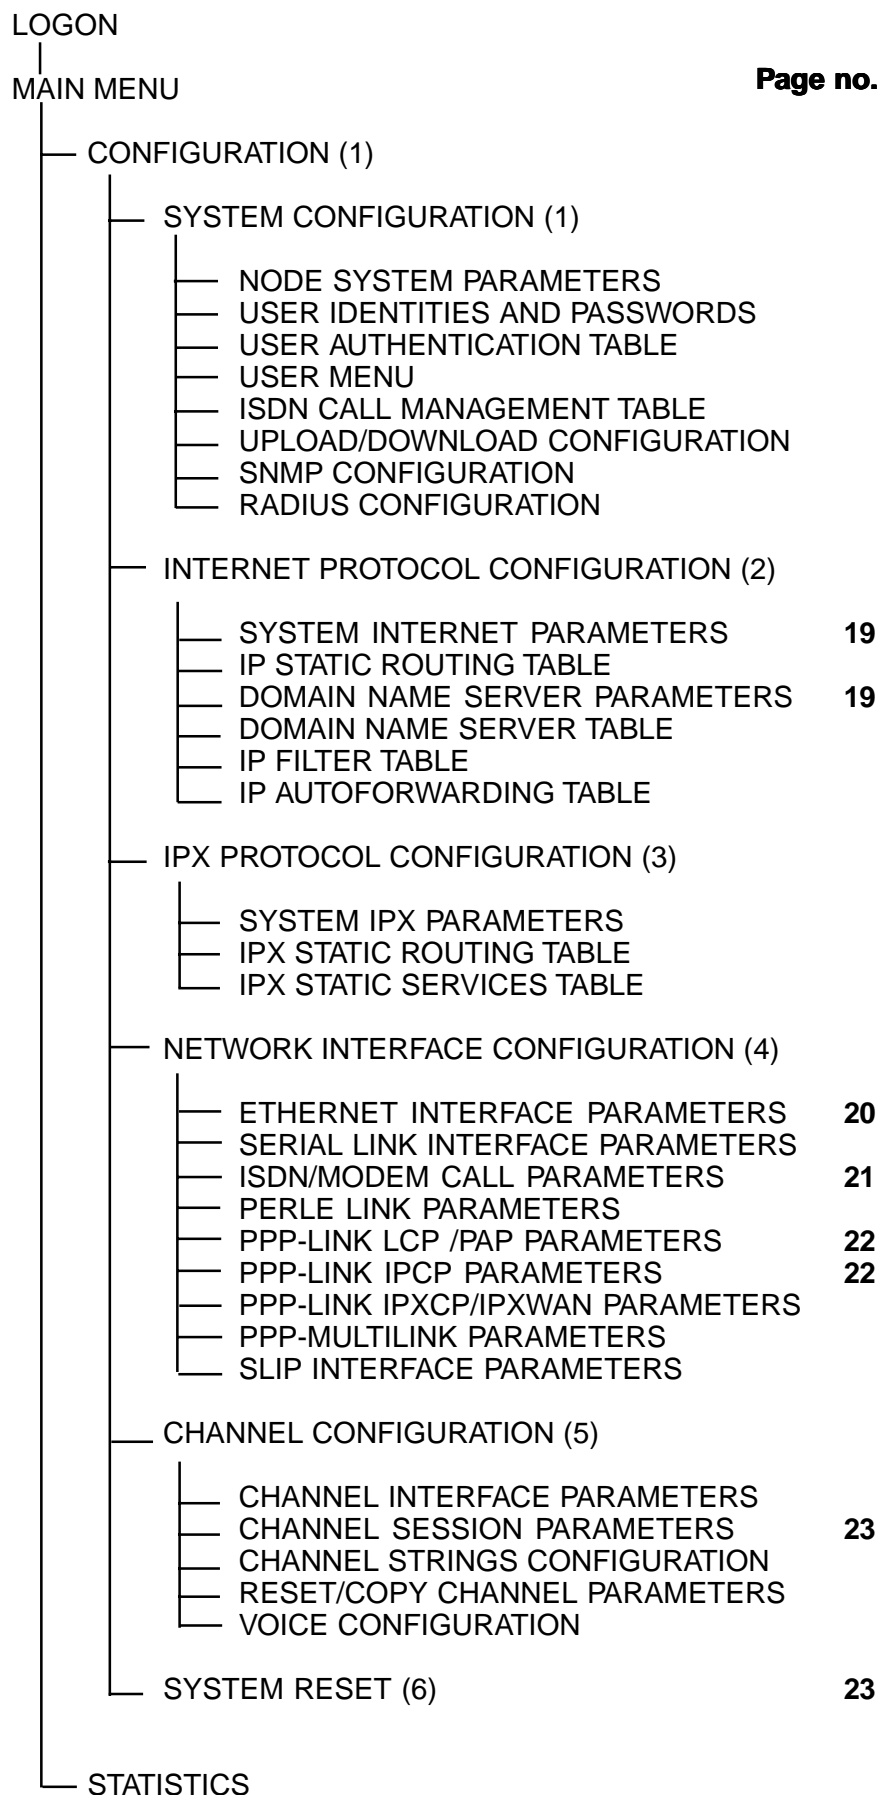 LOGON
MAIN MENU Page no.
CONFIGURATION (1)
SYSTEM CONFIGURATION (1)
NODE SYSTEM PARAMETERS
USER IDENTITIES AND PASSWORDS
USER AUTHENTICATION TABLE
USER MENU
ISDN CALL MANAGEMENT TABLE
UPLOAD/DOWNLOAD CONFIGURATION
SNMP CONFIGURATION
RADIUS CONFIGURATION
INTERNET PROTOCOL CONFIGURATION (2)
SYSTEM INTERNET PARAMETERS 19
IP STATIC ROUTING TABLE
DOMAIN NAME SERVER PARAMETERS 19
DOMAIN NAME SERVER TABLE
IP FILTER TABLE
IP AUTOFORWARDING TABLE
IPX PROTOCOL CONFIGURATION (3)
SYSTEM IPX PARAMETERS
IPX STATIC ROUTING TABLE
IPX STATIC SERVICES TABLE
NETWORK INTERFACE CONFIGURATION (4)
ETHERNET INTERFACE PARAMETERS 20
SERIAL LINK INTERFACE PARAMETERS
ISDN/MODEM CALL PARAMETERS 21
PERLE LINK PARAMETERS
PPP-LINK LCP /PAP PARAMETERS 22
PPP-LINK IPCP PARAMETERS 22
PPP-LINK IPXCP/IPXWAN PARAMETERS
PPP-MULTILINK PARAMETERS
SLIP INTERFACE PARAMETERS
CHANNEL CONFIGURATION (5)
CHANNEL INTERFACE PARAMETERS
CHANNEL SESSION PARAMETERS 23
CHANNEL STRINGS CONFIGURATION
RESET/COPY CHANNEL PARAMETERS
VOICE CONFIGURATION
SYSTEM RESET (6) 23
STATISTICS